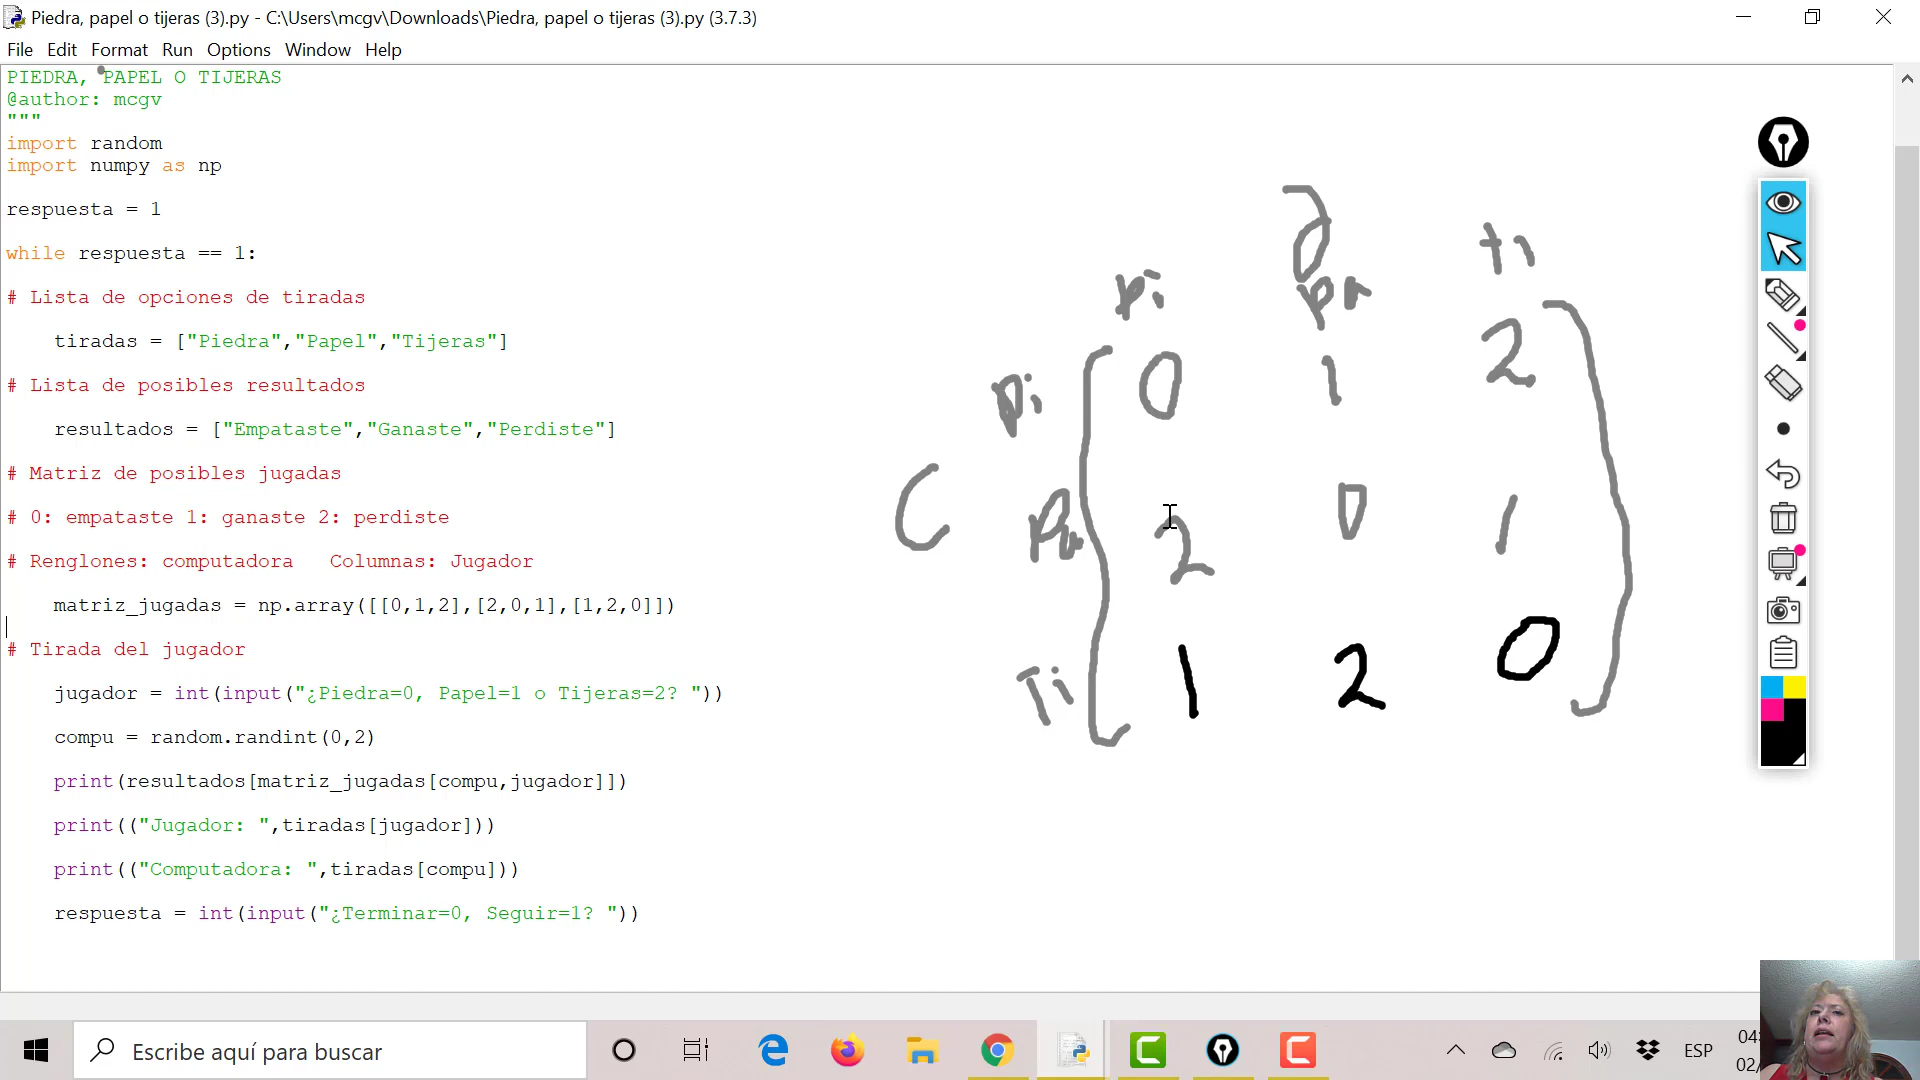 Piedra, papel o tijeras (3).py - C:\Users\mcgv\Downloads\Piedra, papel o tijeras (3).py (3.7.3)
File Edit Format Run Options Window Help
PIEDRA, PAPEL O TIJERAS
@author: mcgv
"""
import random
import numpy as np
respuesta = 1
while respuesta == 1:
# Lista de opciones de tiradas
tiradas = ["Piedra","Papel","Tijeras"]
# Lista de posibles resultados
resultados = ["Empataste","Ganaste","Perdiste"]
# Matriz de posibles jugadas
# 0: empataste 1: ganaste 2: perdiste
# Renglones: computadora   Columnas: Jugador
matriz_jugadas = np.array([[0,1,2],[2,0,1],[1,2,0]])
# Tirada del jugador
jugador = int(input("¿Piedra=0, Papel=1 o Tijeras=2? "))
compu = random.randint(0,2)
print(resultados[matriz_jugadas[compu,jugador]])
print(("Jugador: ",tiradas[jugador]))
print(("Computadora: ",tiradas[compu]))
respuesta = int(input("¿Terminar=0, Seguir=1? "))
pi pa ti
pi 0 1 2
C Pa 2 0 1
Ti 1 2 0
Escribe aquí para buscar
ESP